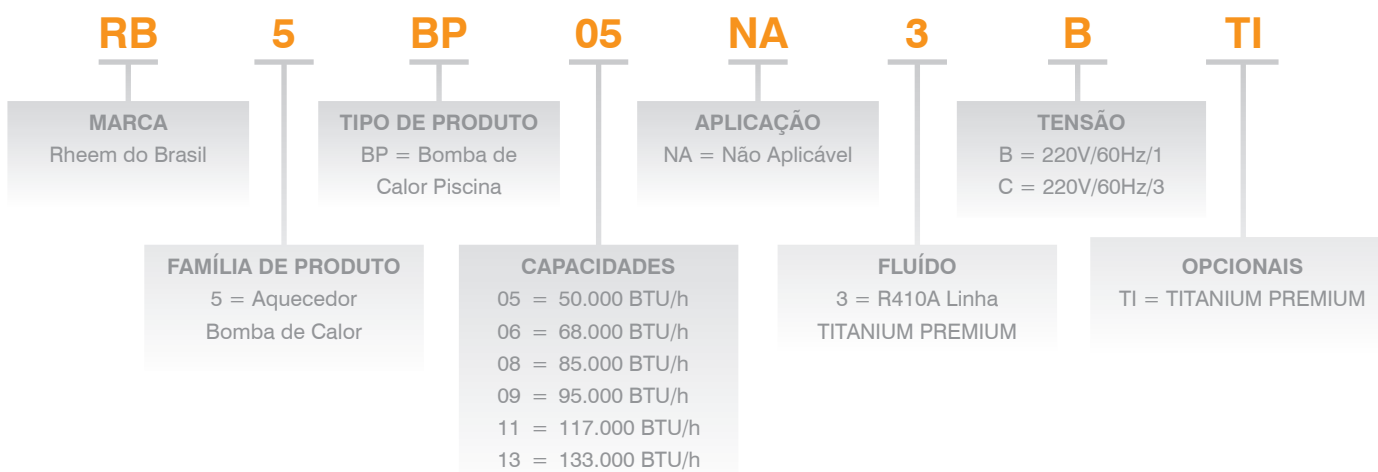 RB 5 BP 05 NA 3 B TI
MARCA
Rheem do Brasil
TIPO DE PRODUTO
BP = Bomba de
Calor Piscina
APLICAÇÃO
NA = Não Aplicável
TENSÃO
B = 220V/60Hz/1
C = 220V/60Hz/3
FAMÍLIA DE PRODUTO
5 = Aquecedor
Bomba de Calor
CAPACIDADES
05 = 50.000 BTU/h
06 = 68.000 BTU/h
08 = 85.000 BTU/h
09 = 95.000 BTU/h
11 = 117.000 BTU/h
13 = 133.000 BTU/h
FLUÍDO
3 = R410A Linha
TITANIUM PREMIUM
OPCIONAIS
TI = TITANIUM PREMIUM